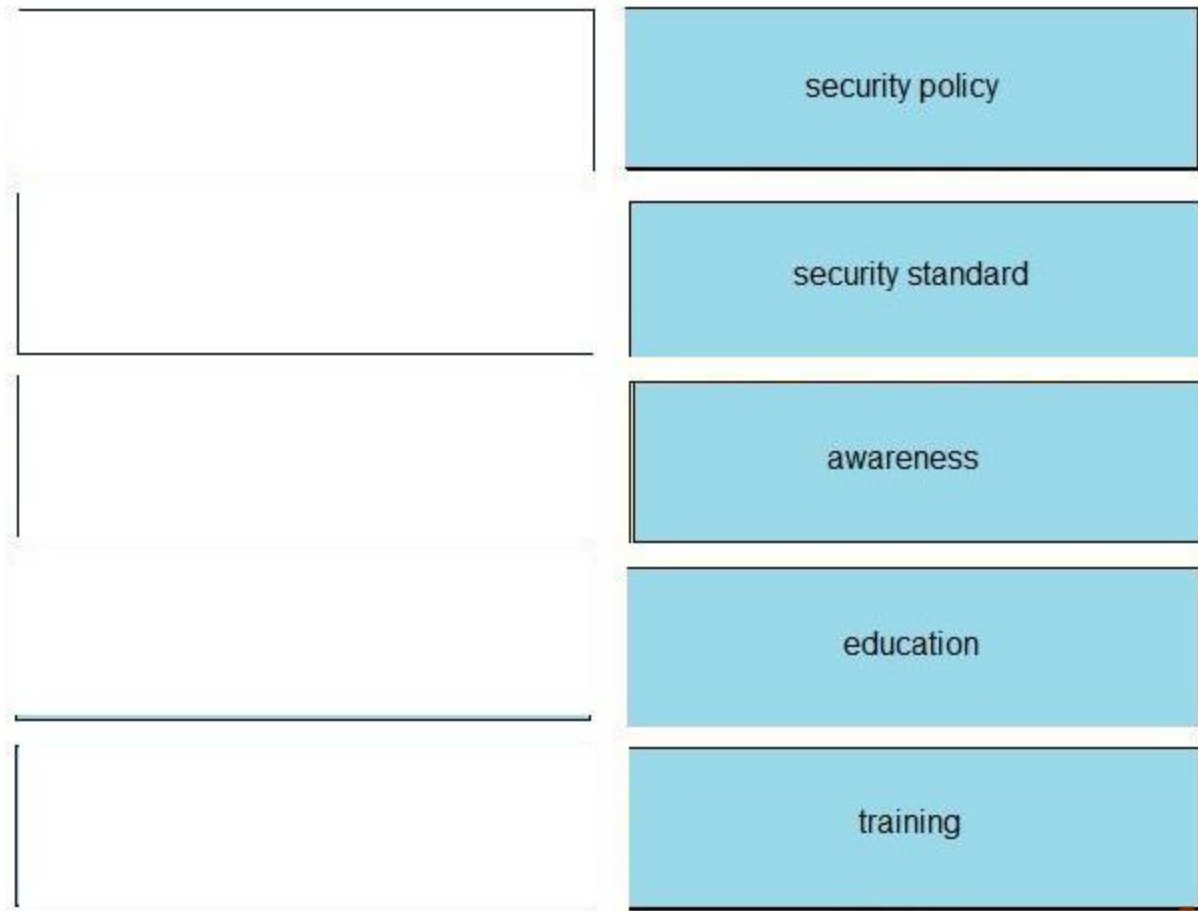 security policy
security standard
awareness
education
training